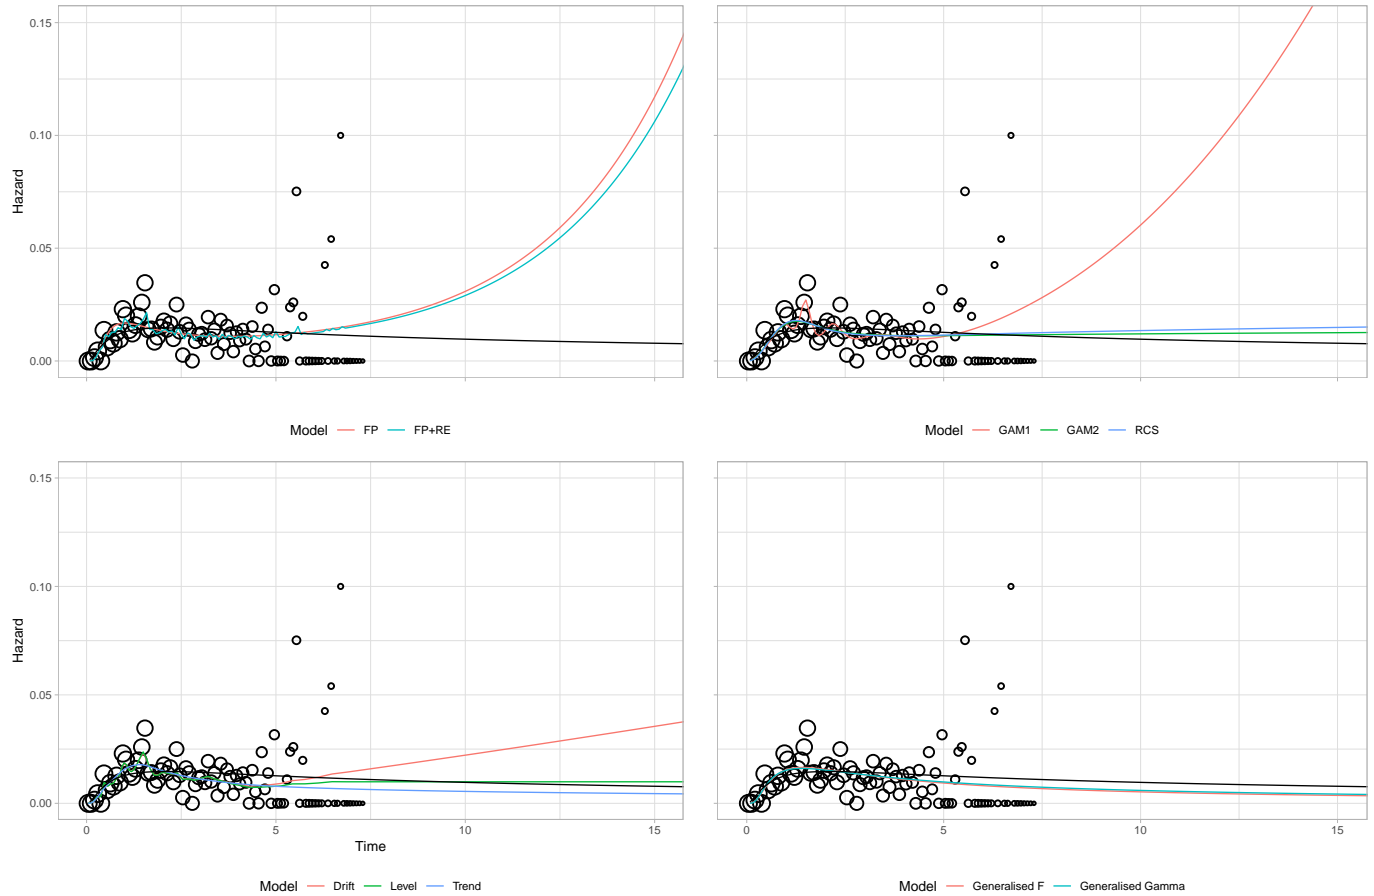 0.15
0.10
Hazard
0.05
0.00
Model FP FP+RE
Model GAM1 GAM2 RCS
0.15
0.10
Hazard
0.05
0.00
0 5 10 15
0 5 10 15
Time
Model Drift Level Trend
Model Generalised F Generalised Gamma